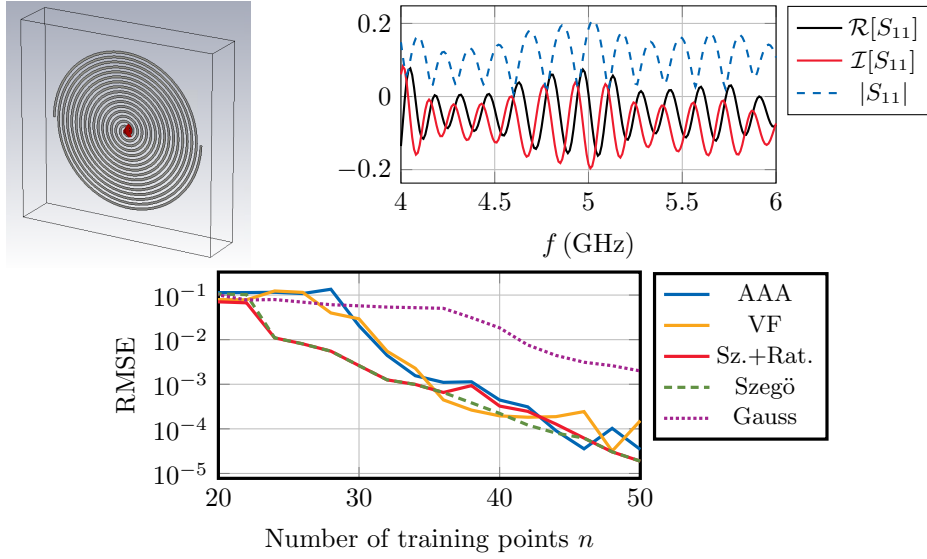 0.2
0
−0.2
4
4.5
5
5.5
6
f (GHz)
R[S11]
I[S11]
|S11|
10^−1
10^−2
10^−3
10^−4
10^−5
RMSE
20
30
40
50
Number of training points n
AAA
VF
Sz.+Rat.
Szegö
Gauss